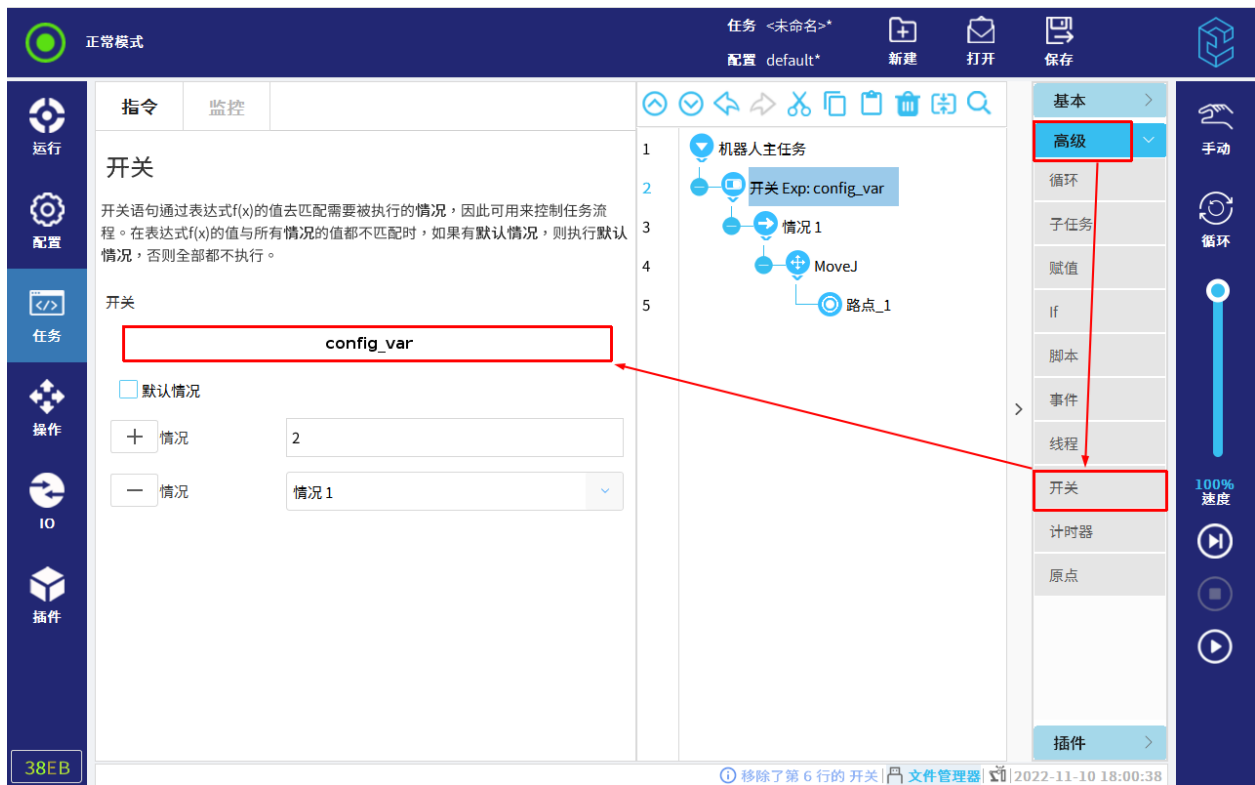 正常模式
任务 <未命名>*
配置 default*
新建
打开
保存
运行
配置
任务
操作
IO
插件
38EB
指令
监控
开关
开关语句通过表达式f(x)的值去匹配需要被执行的情况，因此可用来控制任务流
程。在表达式f(x)的值与所有情况的值都不匹配时，如果有默认情况，则执行默认
情况，否则全部都不执行。
开关
config_var
默认情况
情况
2
情况
情况 1
1 机器人主任务
2 开关 Exp: config_var
3 情况 1
4 MoveJ
5 路点_1
基本
高级
循环
子任务
赋值
If
脚本
事件
线程
开关
计时器
原点
插件
手动
循环
100%
速度
移除了第 6 行的 开关
文件管理器
2022-11-10 18:00:38